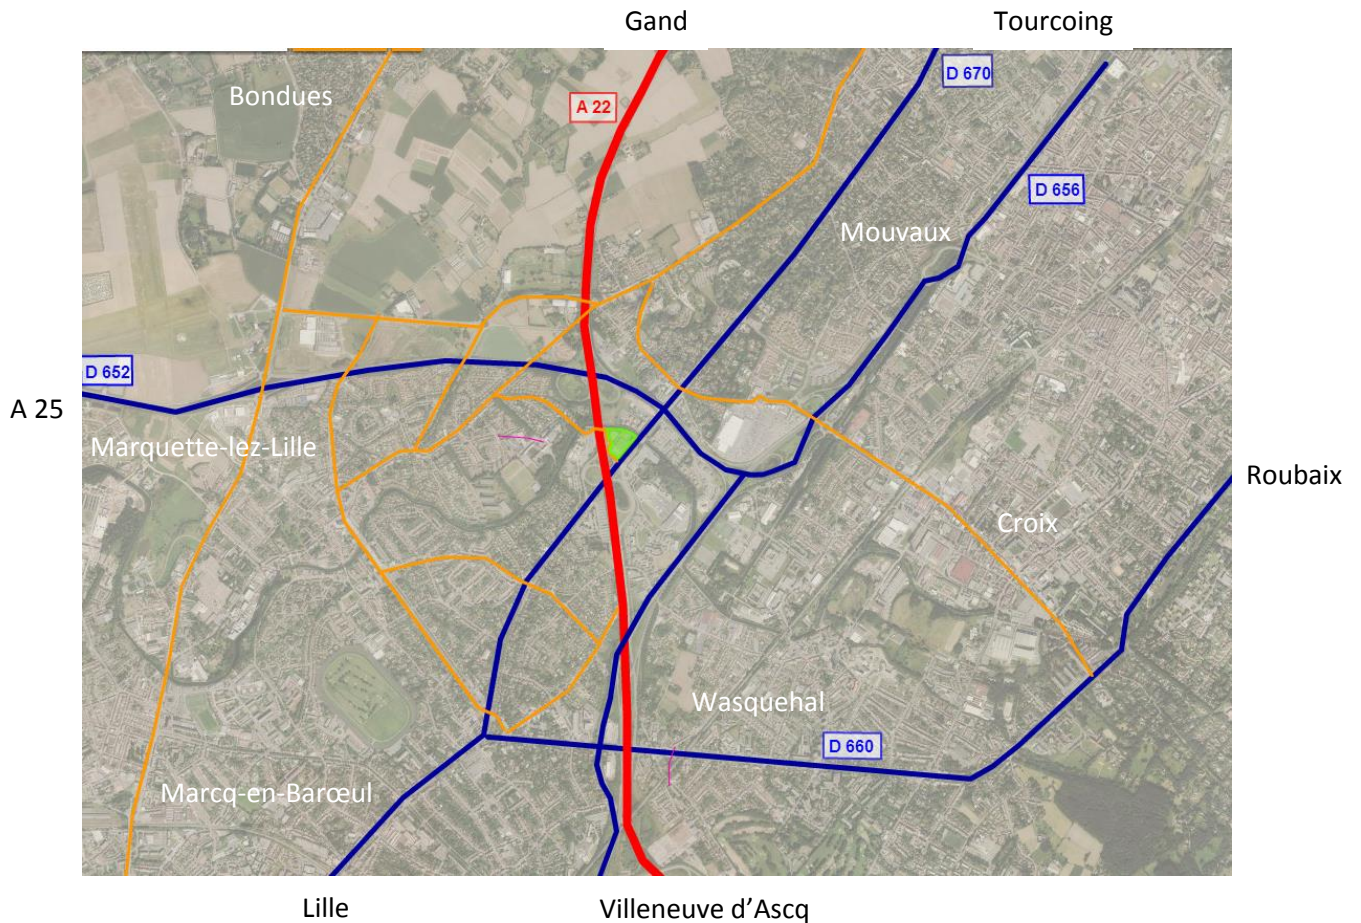 Gand
Tourcoing
D 670
Bondues
A 22
D 656
Mouvaux
D 652
A 25
Marquette-lez-Lille
Roubaix
Croix
Wasquehal
D 660
Marcq-en-Barœul
Lille
Villeneuve d'Ascq